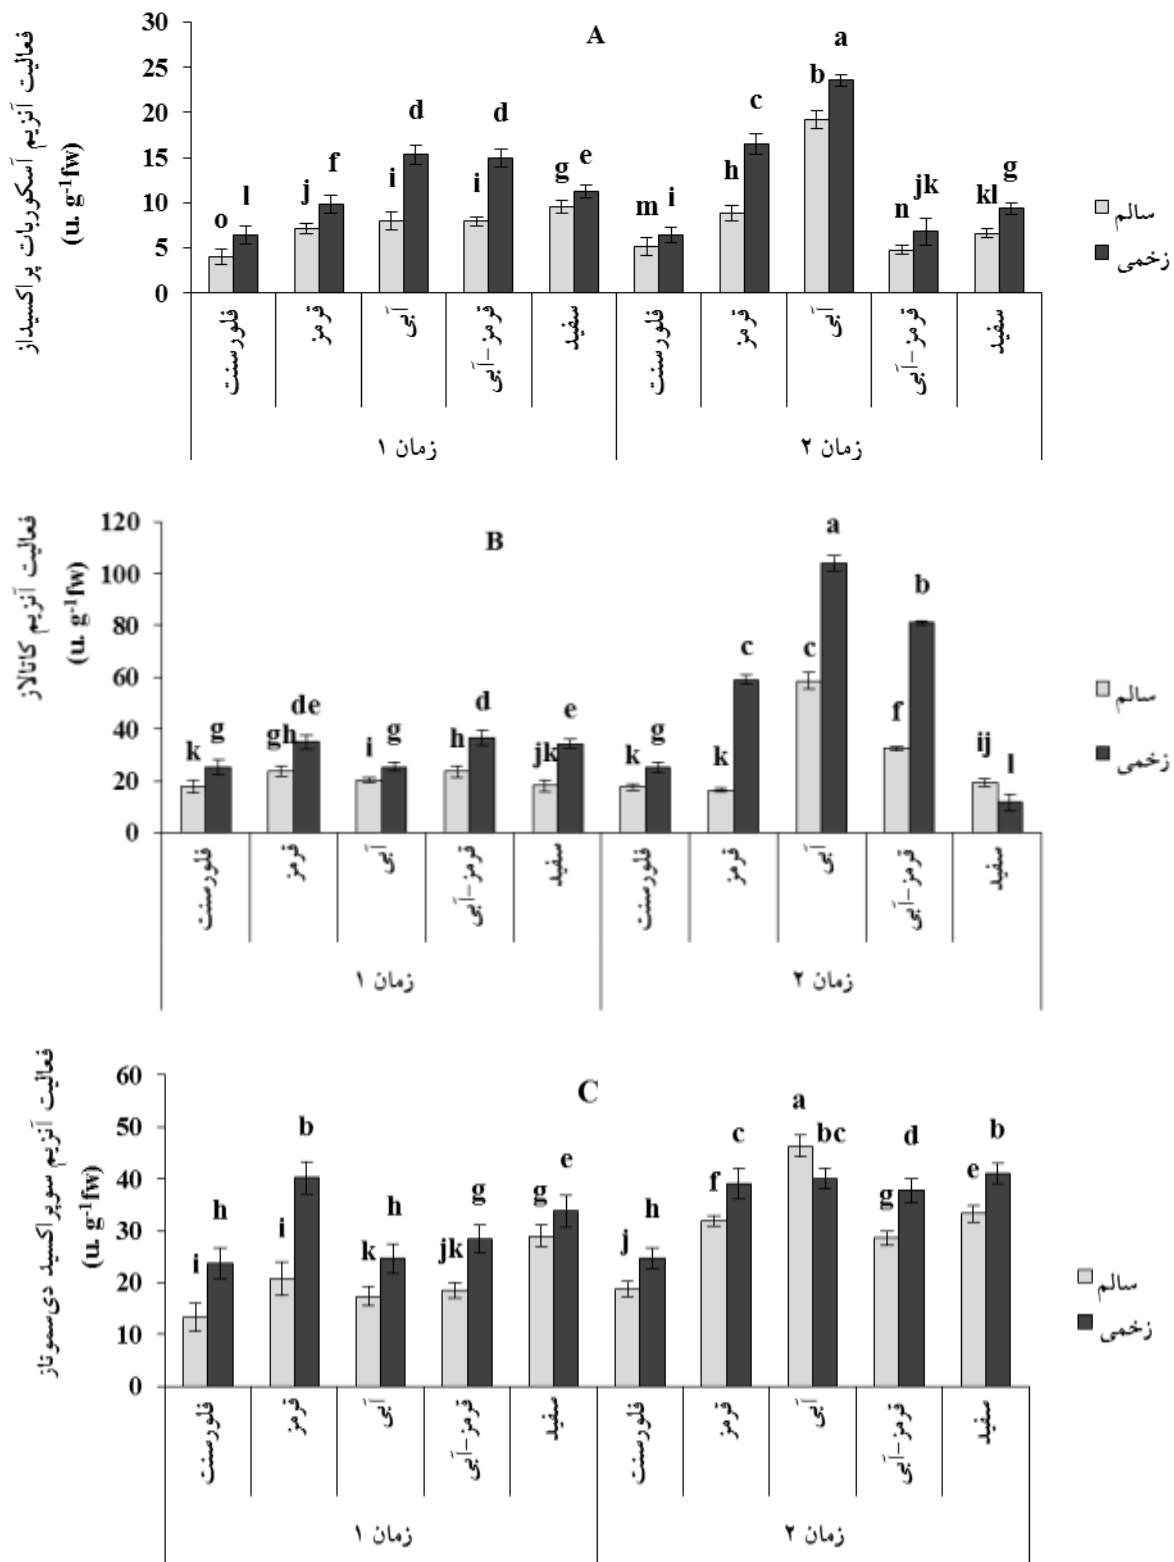 فعالیت آنزیم آسکوربات پراکسیداز
(u. g-1fw)
A
30
25
20
15
10
5
0
o l j f i d i d g e m i h c b a n jk kl g
فلورسنت قرمز آبی قرمز-آبی سفید فلورسنت قرمز آبی قرمز-آبی سفید
زمان ۱ زمان ۲
سالم
زخمی
فعالیت آنزیم کاتالاز
(u. g-1fw)
B
120
100
80
60
40
20
0
k g gh de i g h d jk e k g k c c a f b ij l
فلورسنت قرمز آبی قرمز-آبی سفید فلورسنت قرمز آبی قرمز-آبی سفید
زمان ۱ زمان ۲
سالم
زخمی
فعالیت آنزیم سوپراکسید دی‌سموتاز
(u. g-1fw)
C
60
50
40
30
20
10
0
i h i b k h jk g g e j h f c a bc g d e b
فلورسنت قرمز آبی قرمز-آبی سفید فلورسنت قرمز آبی قرمز-آبی سفید
زمان ۱ زمان ۲
سالم
زخمی